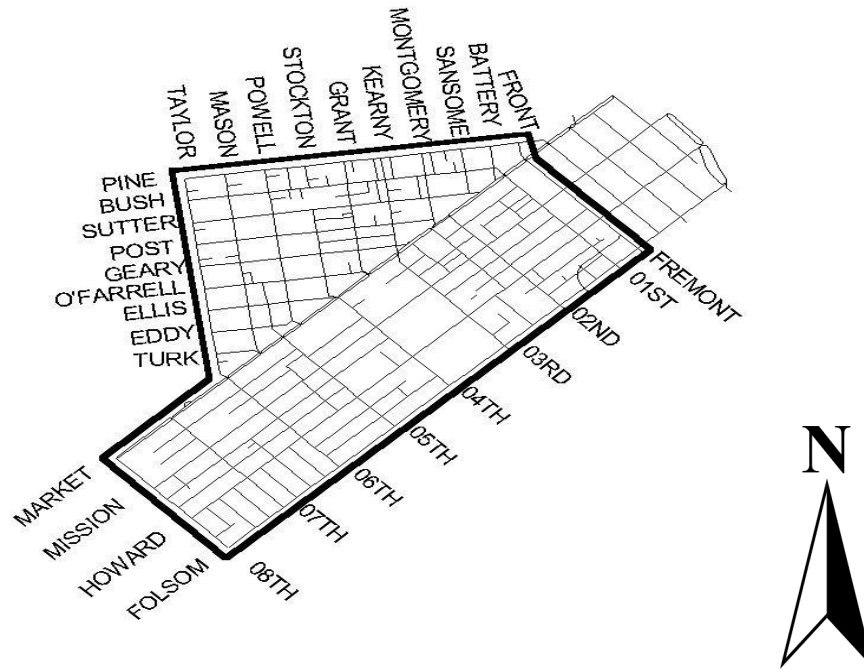 TAYLOR
MASON
POWELL
STOCKTON
GRANT
KEARNY
MONTGOMERY
SANSOME
BATTERY
FRONT
PINE
BUSH
SUTTER
POST
GEARY
O'FARRELL
ELLIS
EDDY
TURK
FREMONT
01ST
02ND
03RD
04TH
05TH
06TH
07TH
08TH
MARKET
MISSION
HOWARD
FOLSOM
N